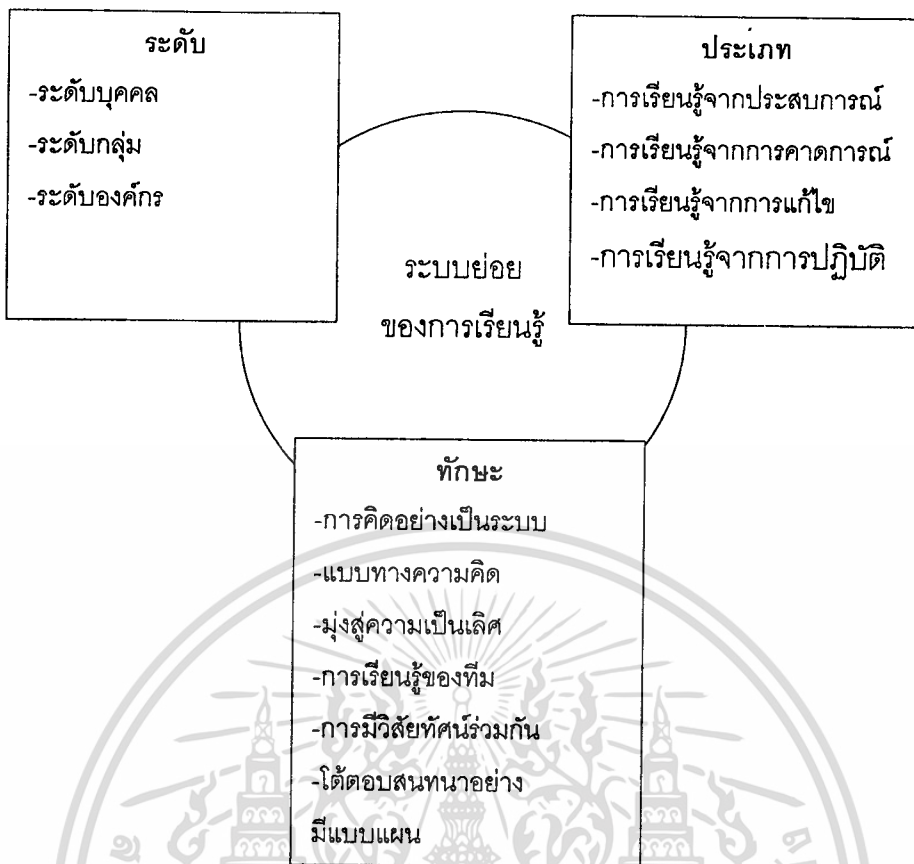 ระดับ
-ระดับบุคคล
-ระดับกลุ่ม
-ระดับองค์กร
ประเภท
-การเรียนรู้จากประสบการณ์
-การเรียนรู้จากการคาดการณ์
-การเรียนรู้จากการแก้ไข
-การเรียนรู้จากการปฏิบัติ
ระบบย่อย
ของการเรียนรู้
ทักษะ
-การคิดอย่างเป็นระบบ
-แบบทางความคิด
-มุ่งสู่ความเป็นเลิศ
-การเรียนรู้ของทีม
-การมีวิสัยทัศน์ร่วมกัน
-โต้ตอบสนทนาอย่าง
มีแบบแผน